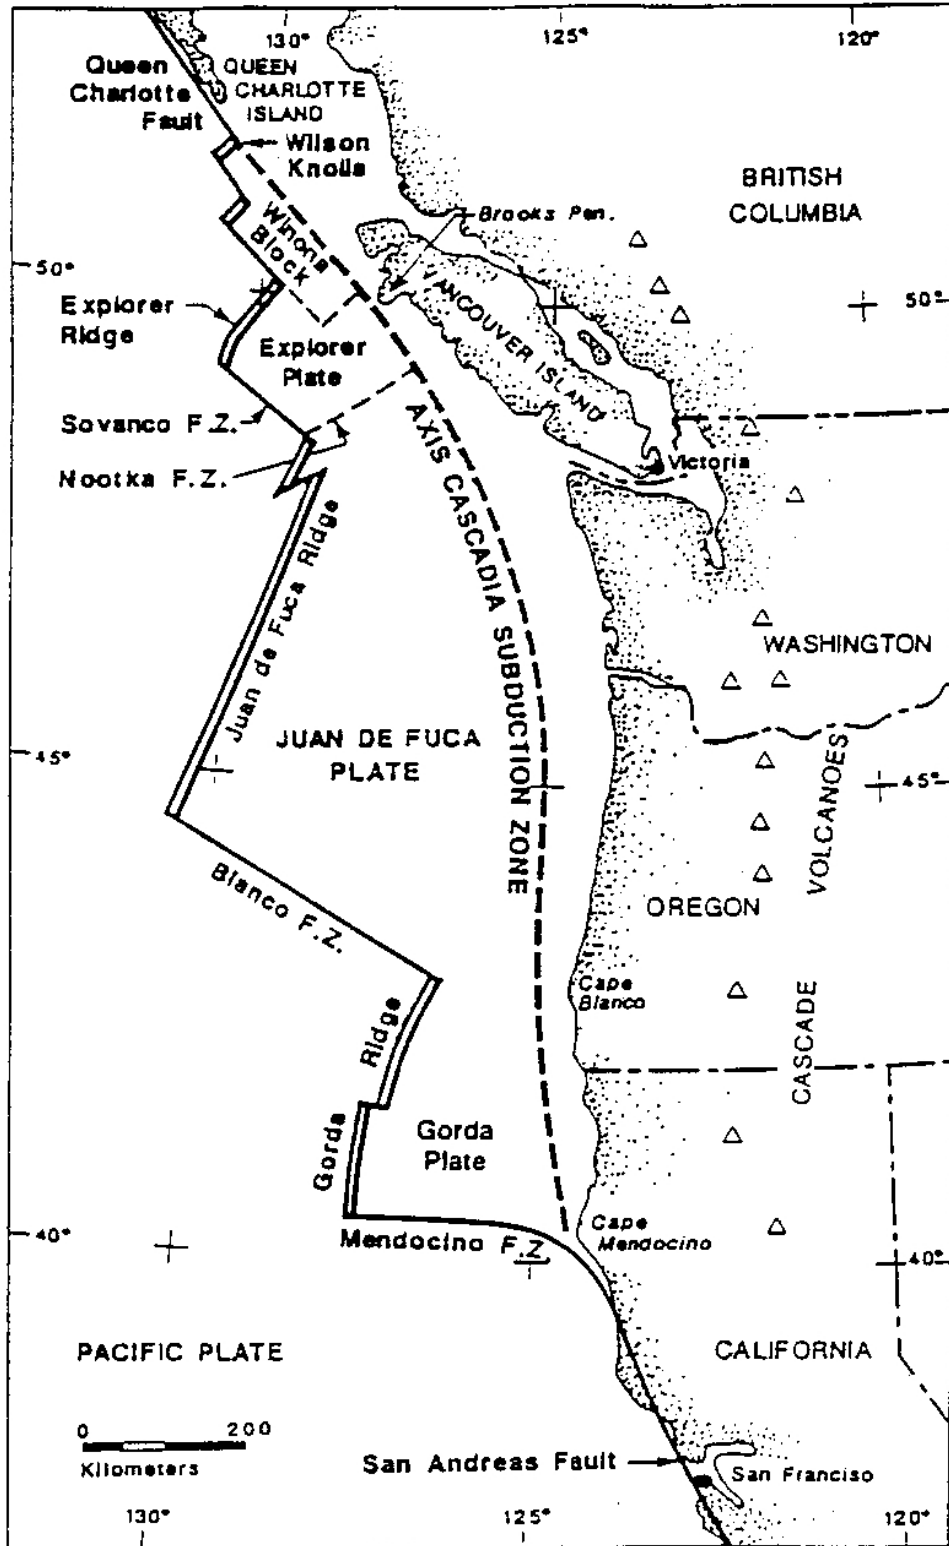 130°
125°
120°
Queen
Charlotte
Fault
QUEEN
CHARLOTTE
ISLAND
Wilson
Knolls
BRITISH
COLUMBIA
Brooks Pen.
Winona
Block
50°
50°
VANCOUVER ISLAND
Explorer
Ridge
Explorer
Plate
Sovanco F.Z.
AXIS CASCADIA SUBDUCTION ZONE
Nootka F.Z.
Victoria
Juan de Fuca Ridge
WASHINGTON
JUAN DE FUCA
PLATE
45°
45°
CASCADE VOLCANOES
Blanco F.Z.
OREGON
Cape
Blanco
Gorda Ridge
Gorda
Plate
40°
Mendocino F.Z.
Cape
Mendocino
40°
PACIFIC PLATE
CALIFORNIA
0 200
Kilometers
San Andreas Fault
San Franciso
130°
125°
120°